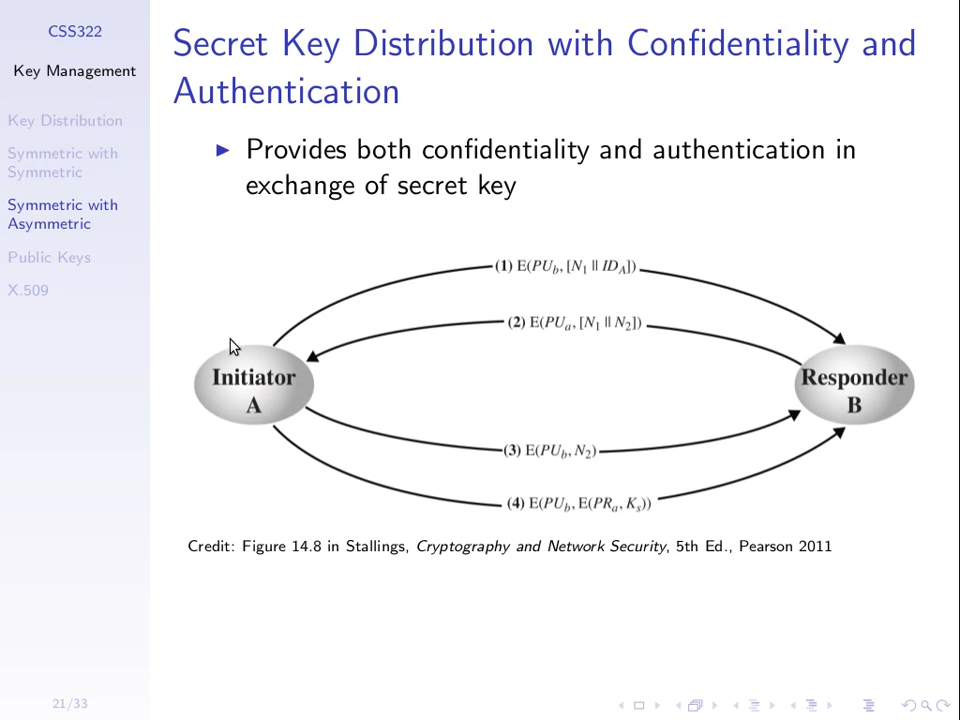 CSS322
Key Management
Key Distribution
Symmetric with
Symmetric
Symmetric with
Asymmetric
Public Keys
X.509
21/33
Secret Key Distribution with Confidentiality and
Authentication
Provides both confidentiality and authentication in
exchange of secret key
(1) E(PU_b, [N_1 || ID_A])
(2) E(PU_a, [N_1 || N_2])
Initiator
A
Responder
B
(3) E(PU_b, N_2)
(4) E(PU_b, E(PR_a, K_s))
Credit: Figure 14.8 in Stallings, Cryptography and Network Security, 5th Ed., Pearson 2011